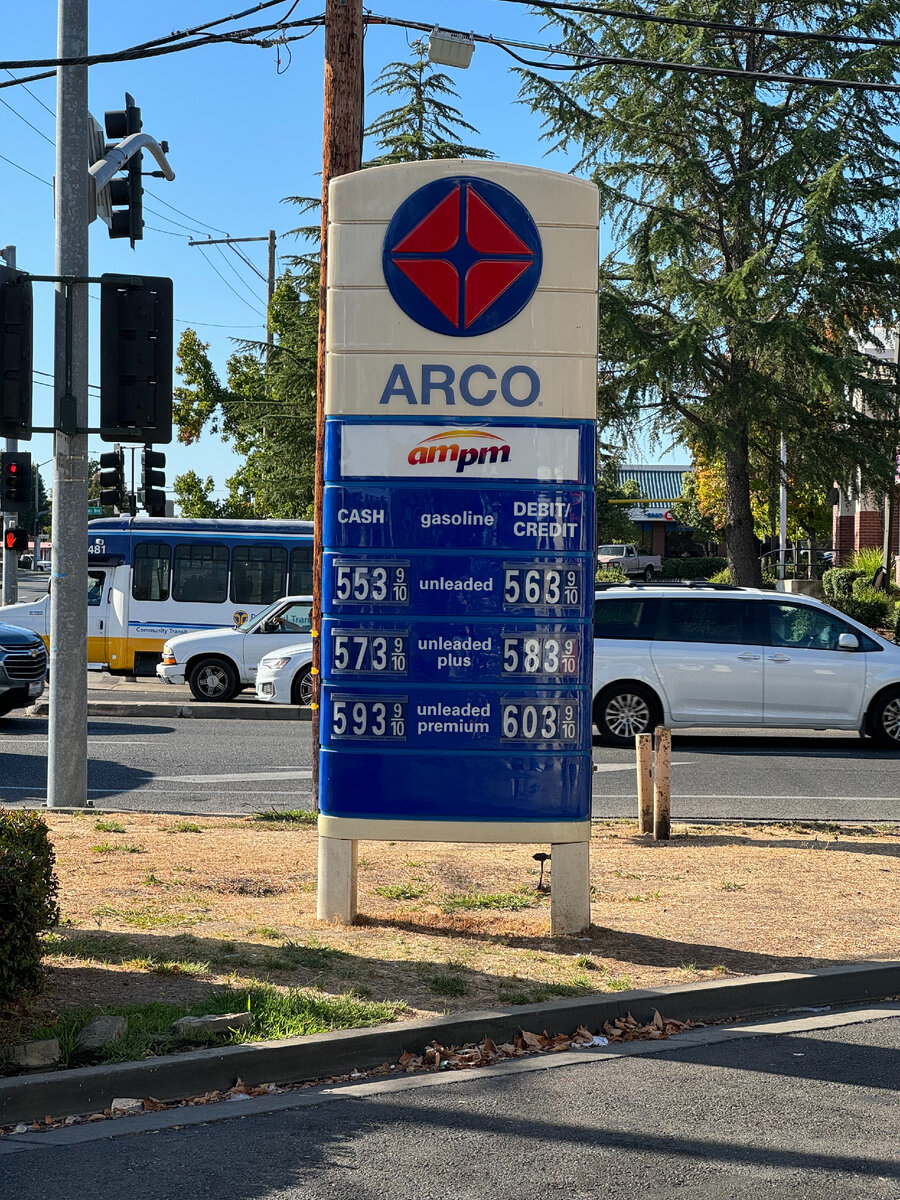 ARCO
ampm
CASH gasoline DEBIT/
CREDIT
553 9/10 unleaded 563 9/10
573 9/10 unleaded
plus 583 9/10
593 9/10 unleaded
premium 603 9/10
481
Community Transit